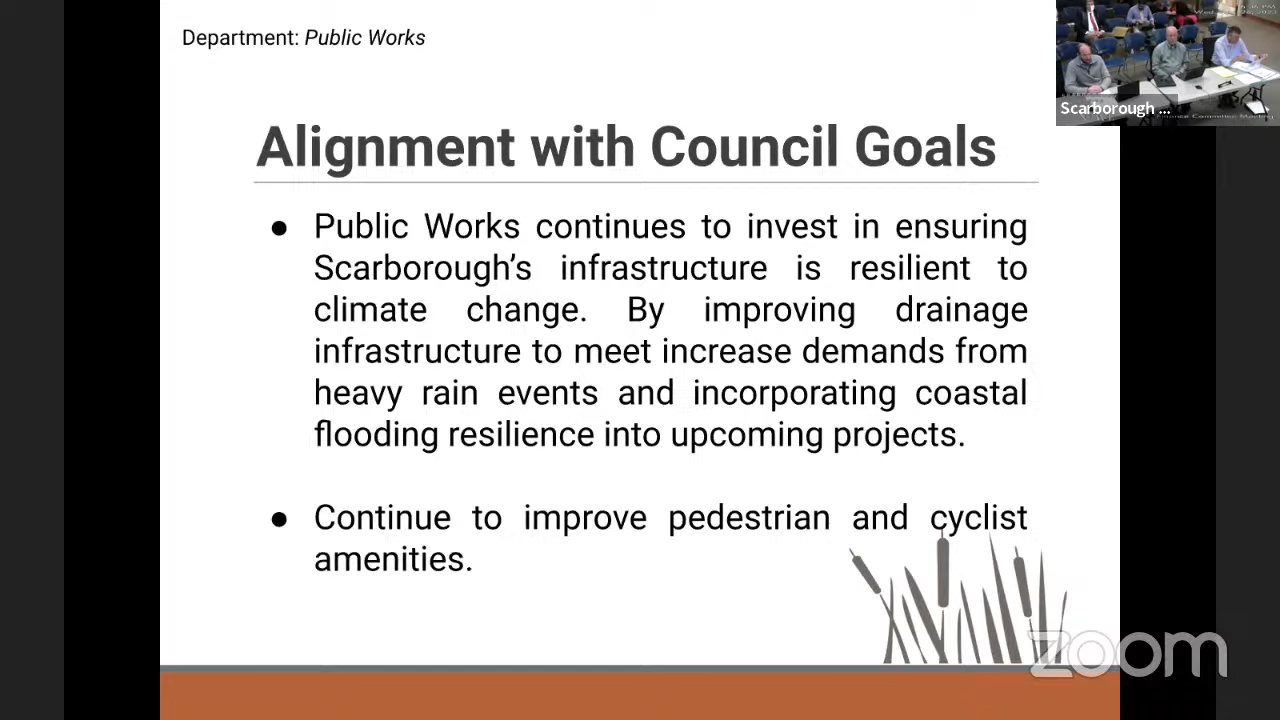 Department: Public Works
Scarborough ...
Alignment with Council Goals
● Public Works continues to invest in ensuring
Scarborough's infrastructure is resilient to
climate change. By improving drainage
infrastructure to meet increase demands from
heavy rain events and incorporating coastal
flooding resilience into upcoming projects.
● Continue to improve pedestrian and cyclist
amenities.
zoom